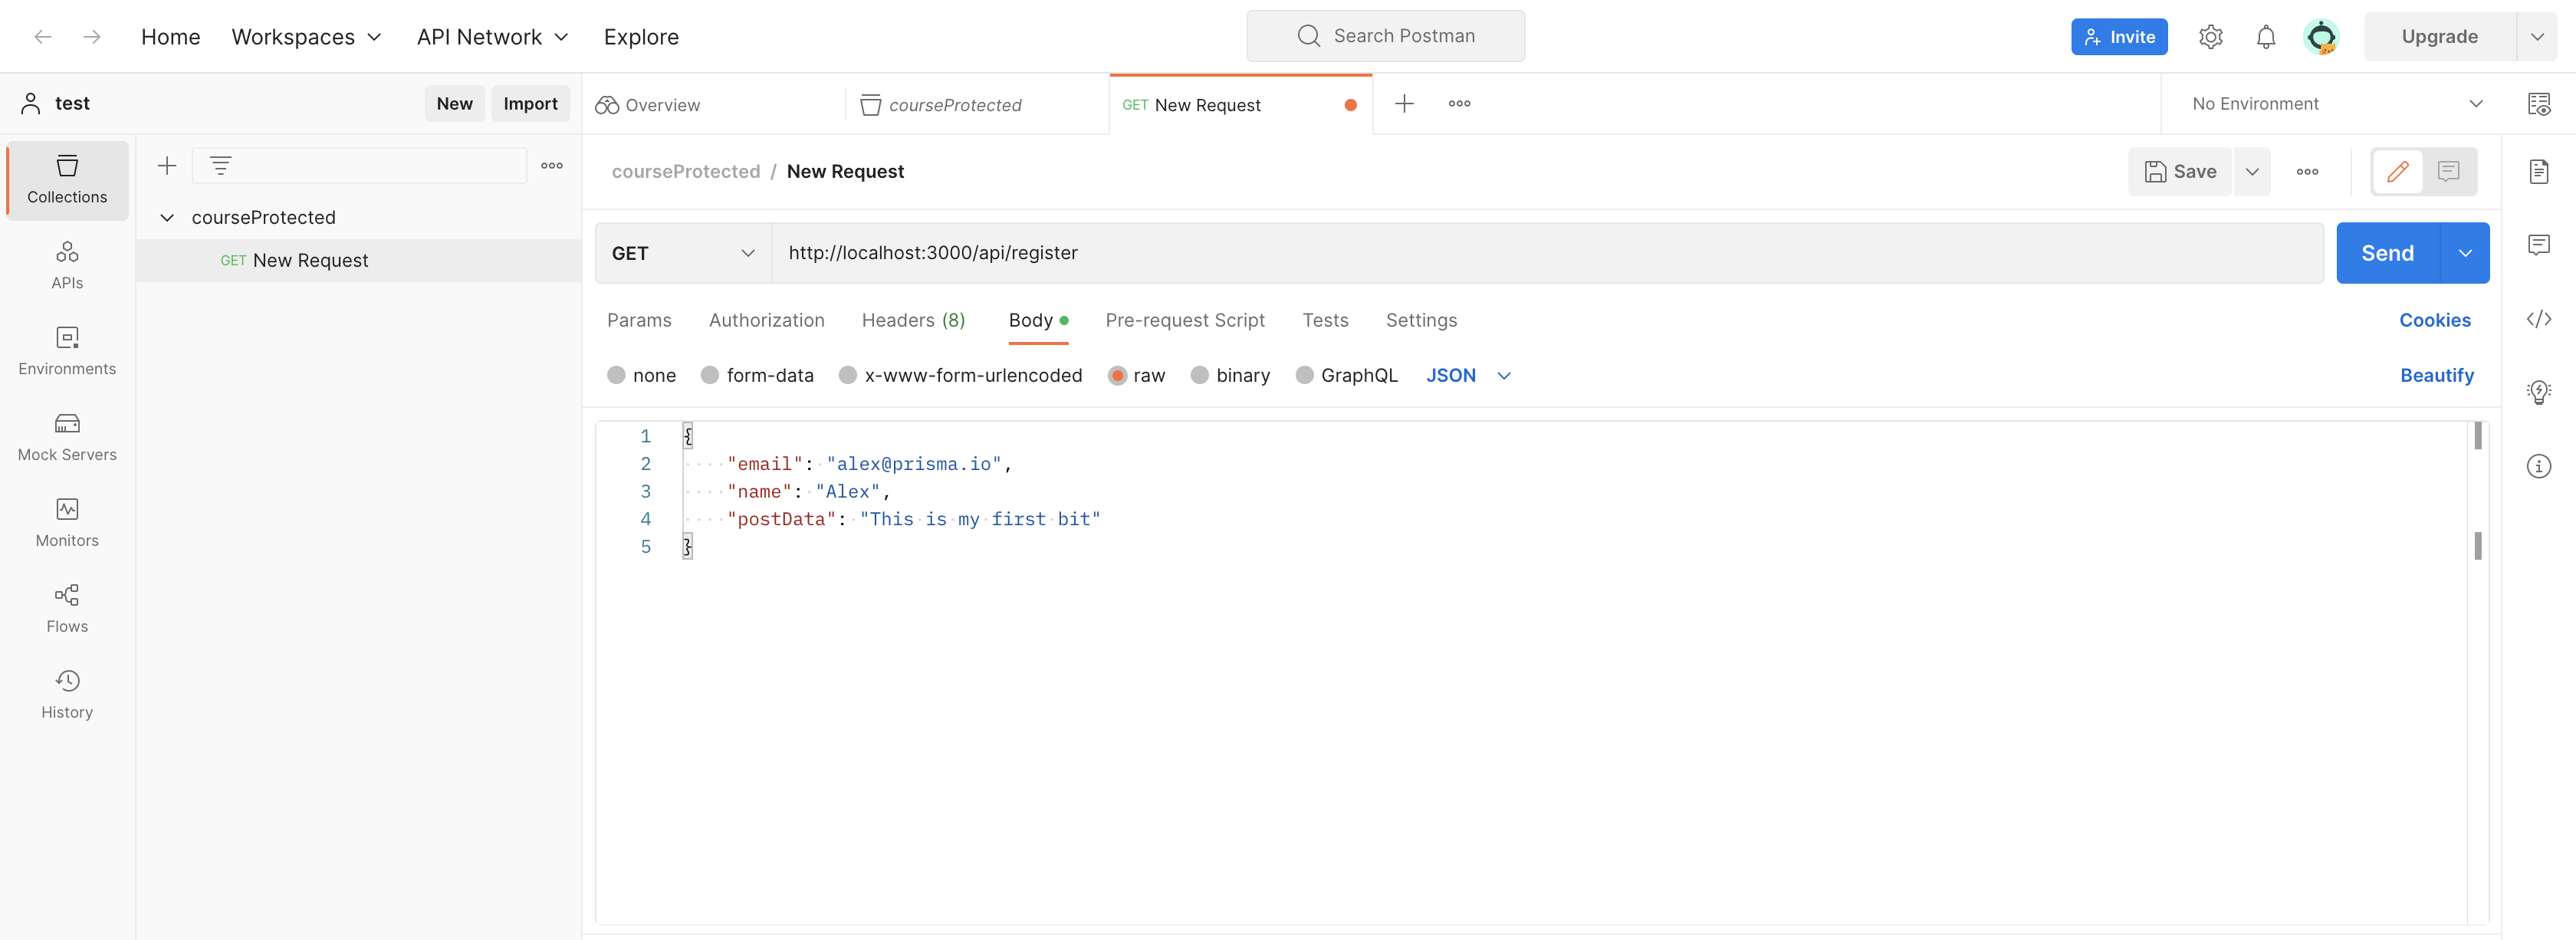 Home Workspaces API Network Explore Search Postman Invite Upgrade
test New Import Overview courseProtected GET New Request No Environment
Collections
APIs
Environments
Mock Servers
Monitors
Flows
History
courseProtected
GET New Request
courseProtected / New Request Save
GET http://localhost:3000/api/register Send
Params Authorization Headers (8) Body Pre-request Script Tests Settings Cookies
none form-data x-www-form-urlencoded raw binary GraphQL JSON Beautify
1 {
2 "email": "alex@prisma.io",
3 "name": "Alex",
4 "postData": "This is my first bit"
5 }